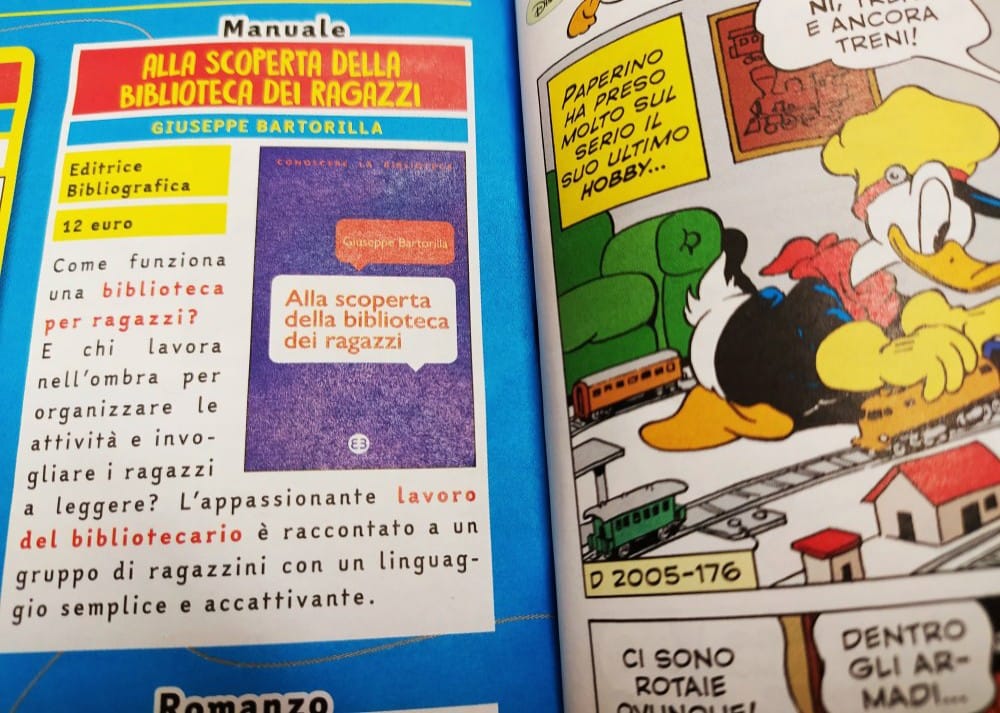 Manuale
ALLA SCOPERTA DELLA
BIBLIOTECA DEI RAGAZZI
GIUSEPPE BARTORILLA
Editrice
Bibliografica
12 euro
Come funziona
una biblioteca
per ragazzi?
E chi lavora
nell'ombra per
organizzare le
attività e invo-
gliare i ragazzi
a leggere? L'appassionante lavoro
del bibliotecario è raccontato a un
gruppo di ragazzini con un linguag-
gio semplice e accattivante.
CONOSCERE LA BIBLIOTECA
Giuseppe Bartorilla
Alla scoperta
della biblioteca
dei ragazzi
Romanzo
PAPERINO
HA PRESO
MOLTO SUL
SERIO IL
SUO ULTIMO
HOBBY...
E ANCORA
TRENI!
D 2005-176
CI SONO
ROTAIE
OVUNQUE!
DENTRO
GLI AR-
MADI...